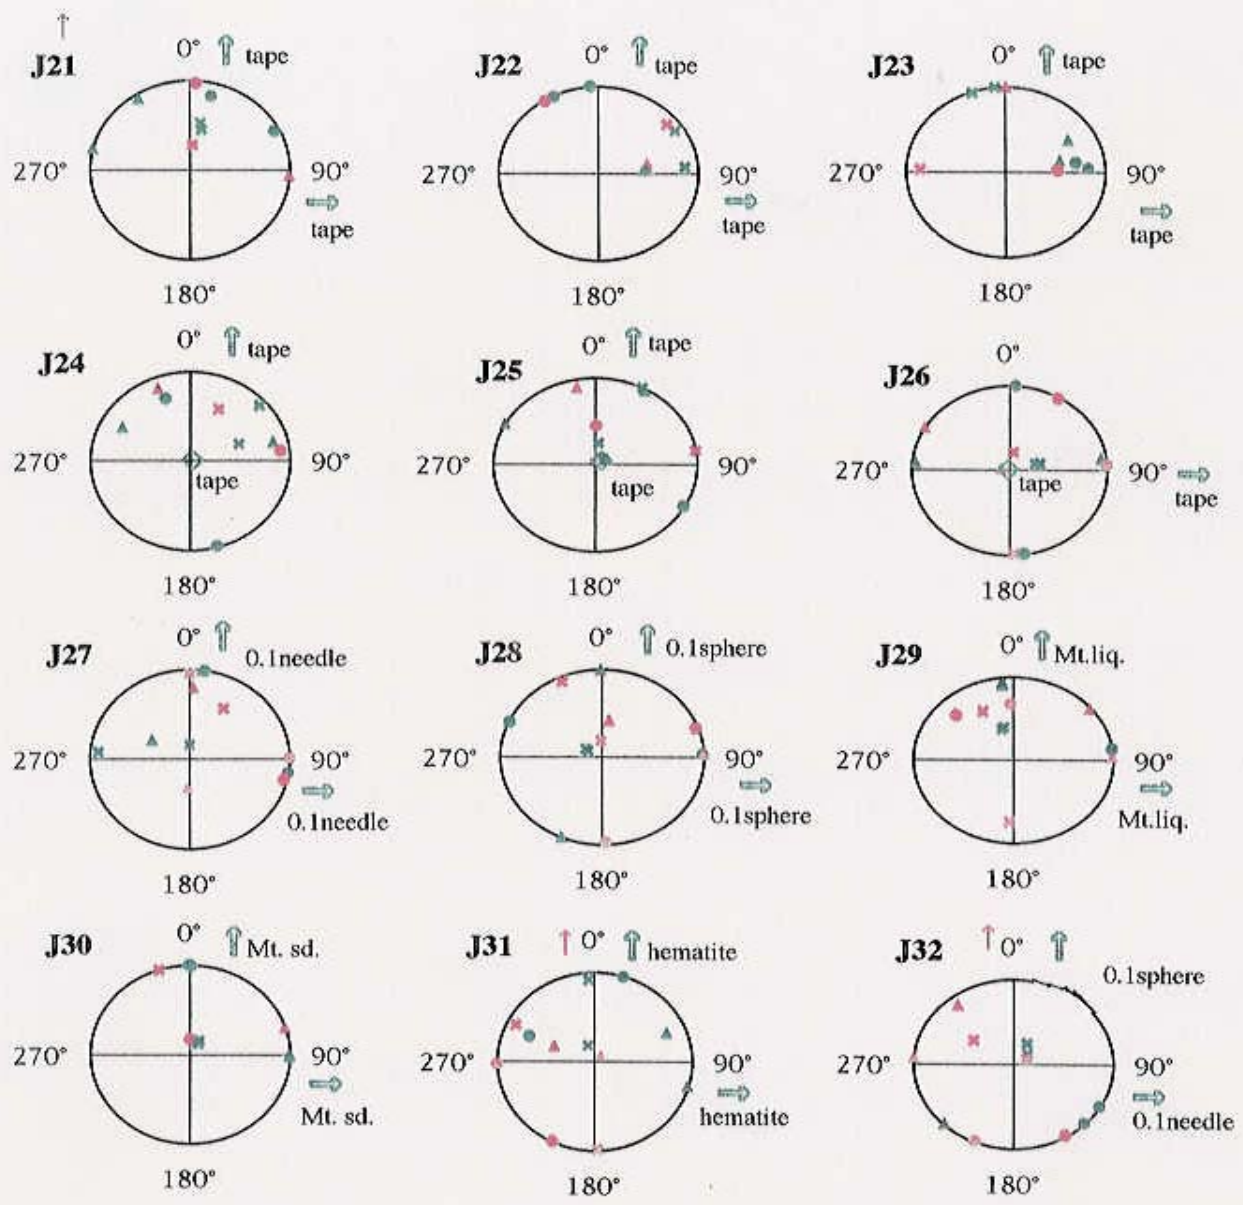 J21 0° tape
270° 90°
tape
180°
J22 0° tape
270° 90°
tape
180°
J23 0° tape
270° 90°
tape
180°
J24 0° tape
270° 90°
tape
180°
J25 0° tape
270° 90°
tape
180°
J26 0°
270° 90°
tape tape
180°
J27 0° 0.1needle
270° 90°
0.1needle
180°
J28 0° 0.1sphere
270° 90°
0.1sphere
180°
J29 0° Mt.liq.
270° 90°
Mt.liq.
180°
J30 0° Mt. sd.
270° 90°
Mt. sd.
180°
J31 0° hematite
270° 90°
hematite
180°
J32 0° 0.1sphere
270° 90°
0.1needle
180°